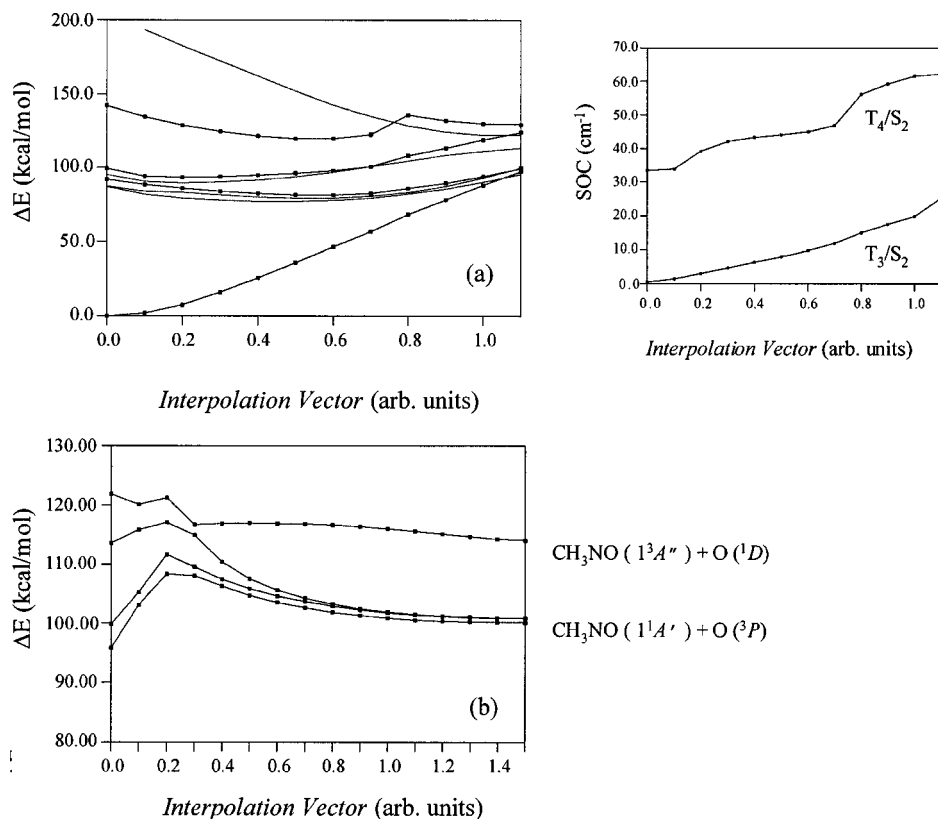 200.0
150.0
100.0
50.0
0.0
ΔE (kcal/mol)
(a)
0.0 0.2 0.4 0.6 0.8 1.0
Interpolation Vector (arb. units)
70.0
60.0
50.0
40.0
30.0
20.0
10.0
0.0
SOC (cm⁻¹)
T₄/S₂
T₃/S₂
0.0 0.2 0.4 0.6 0.8 1.0
Interpolation Vector (arb. units)
130.00
120.00
110.00
100.00
90.00
80.00
ΔE (kcal/mol)
(b)
0.0 0.2 0.4 0.6 0.8 1.0 1.2 1.4
Interpolation Vector (arb. units)
CH₃NO ( 1³A″ ) + O (¹D)
CH₃NO ( 1¹A′ ) + O (³P)